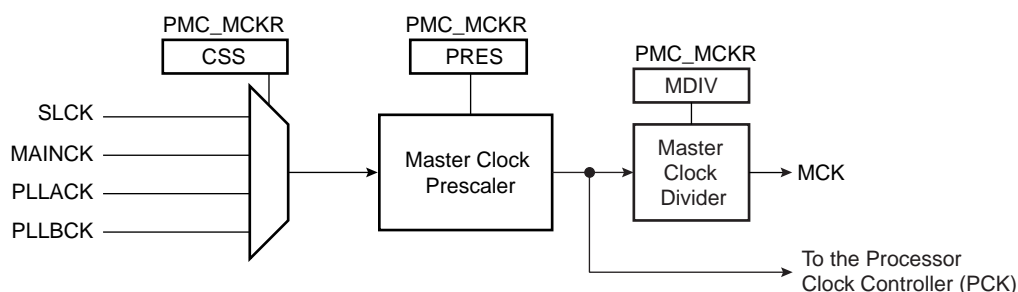 PMC_MCKR
CSS
PMC_MCKR
PRES
PMC_MCKR
MDIV
SLCK
MAINCK
PLLACK
PLLBCK
Master Clock
Prescaler
Master
Clock
Divider
MCK
To the Processor
Clock Controller (PCK)